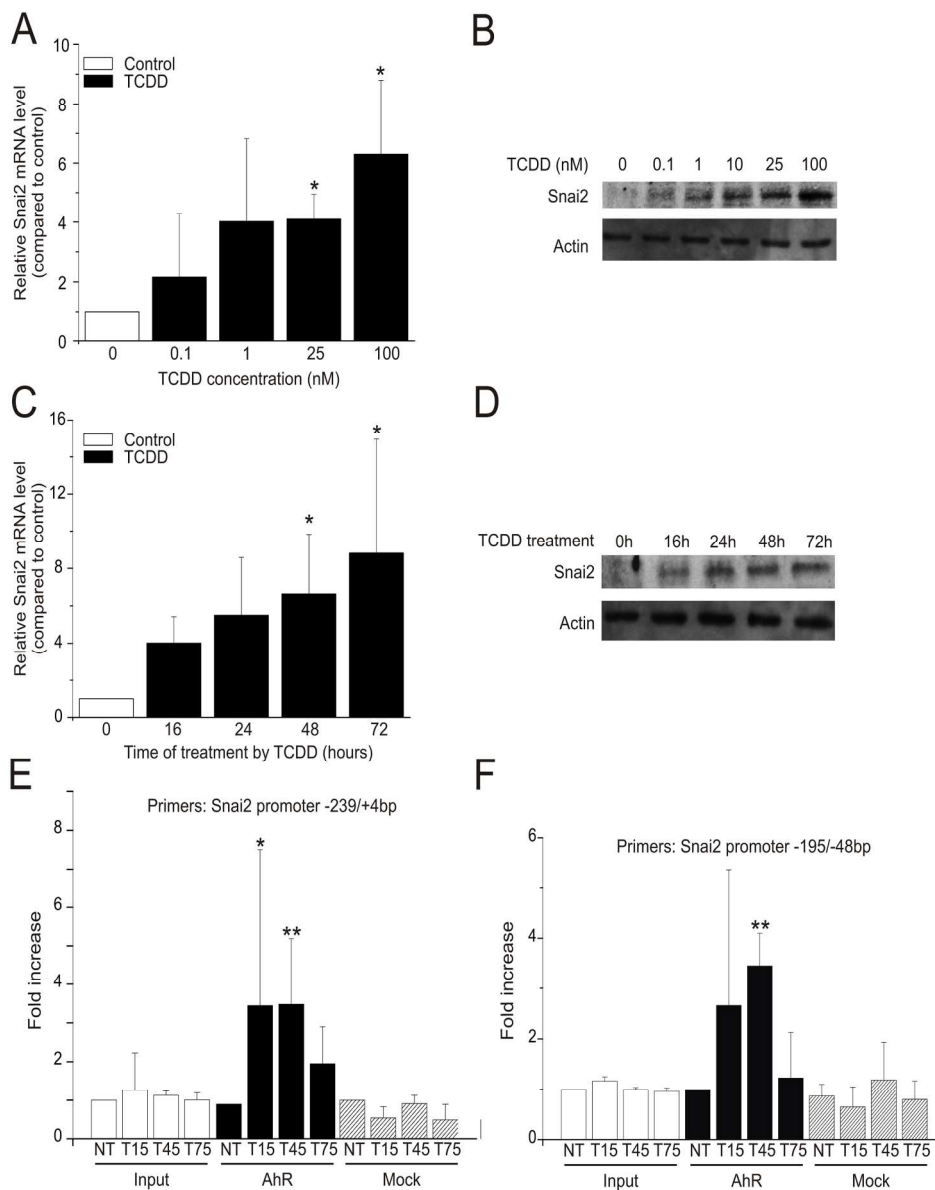 A
Relative Snai2 mRNA level
(compared to control)
10
8
6
4
2
0
Control
TCDD
*
*
0 0.1 1 25 100
TCDD concentration (nM)
B
TCDD (nM) 0 0.1 1 10 25 100
Snai2
Actin
C
Relative Snai2 mRNA level
(compared to control)
16
12
8
4
0
Control
TCDD
*
*
0 16 24 48 72
Time of treatment by TCDD (hours)
D
TCDD treatment 0h 16h 24h 48h 72h
Snai2
Actin
E
Primers: Snai2 promoter -239/+4bp
Fold increase
8
6
4
2
0
*
**
NT T15 T45 T75 NT T15 T45 T75 NT T15 T45 T75
Input AhR Mock
F
Primers: Snai2 promoter -195/-48bp
Fold increase
6
4
2
0
**
NT T15 T45 T75 NT T15 T45 T75 NT T15 T45 T75
Input AhR Mock